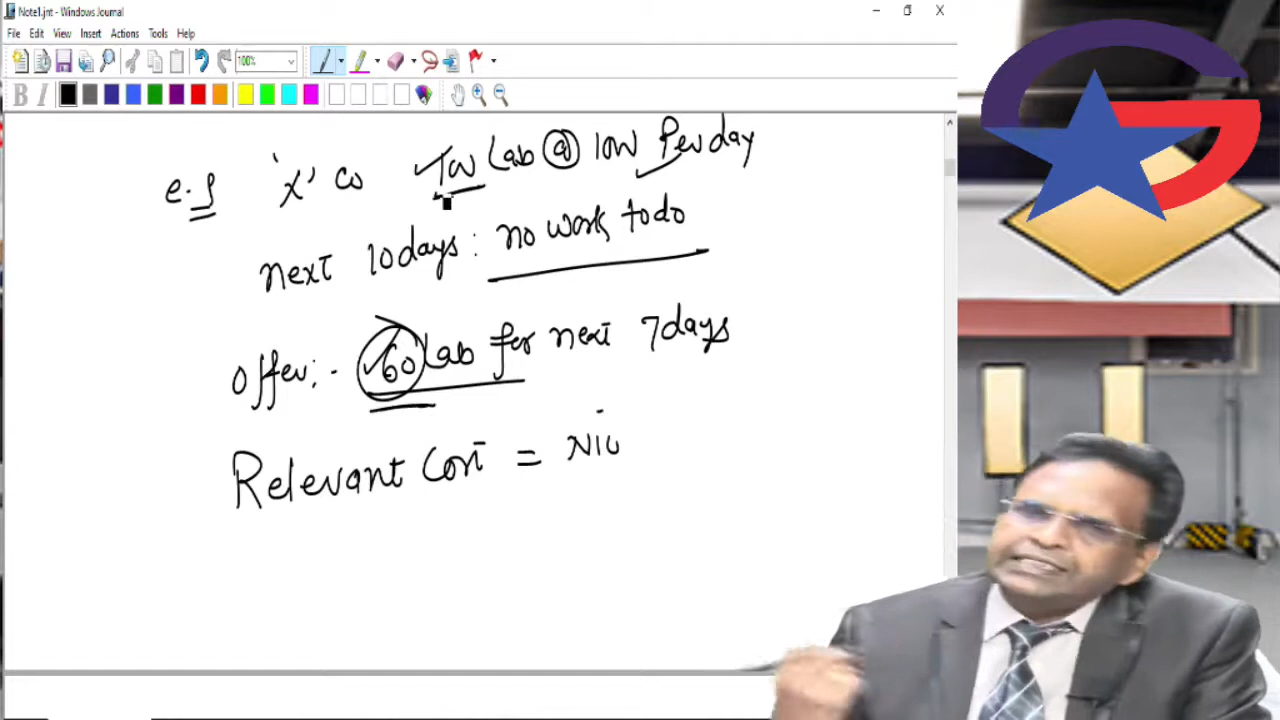 Note1.jnt - Windows Journal
File Edit View Insert Actions Tools Help
100%
B I
e.g 'X' Co Lab @ Per day
next 10days : no work to do
Offer:- 60 Lab for next 7days
Relevant Cost = Nil